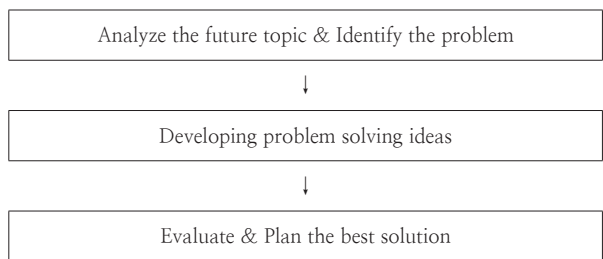 Analyze the future topic & Identify the problem
↓
Developing problem solving ideas
↓
Evaluate & Plan the best solution